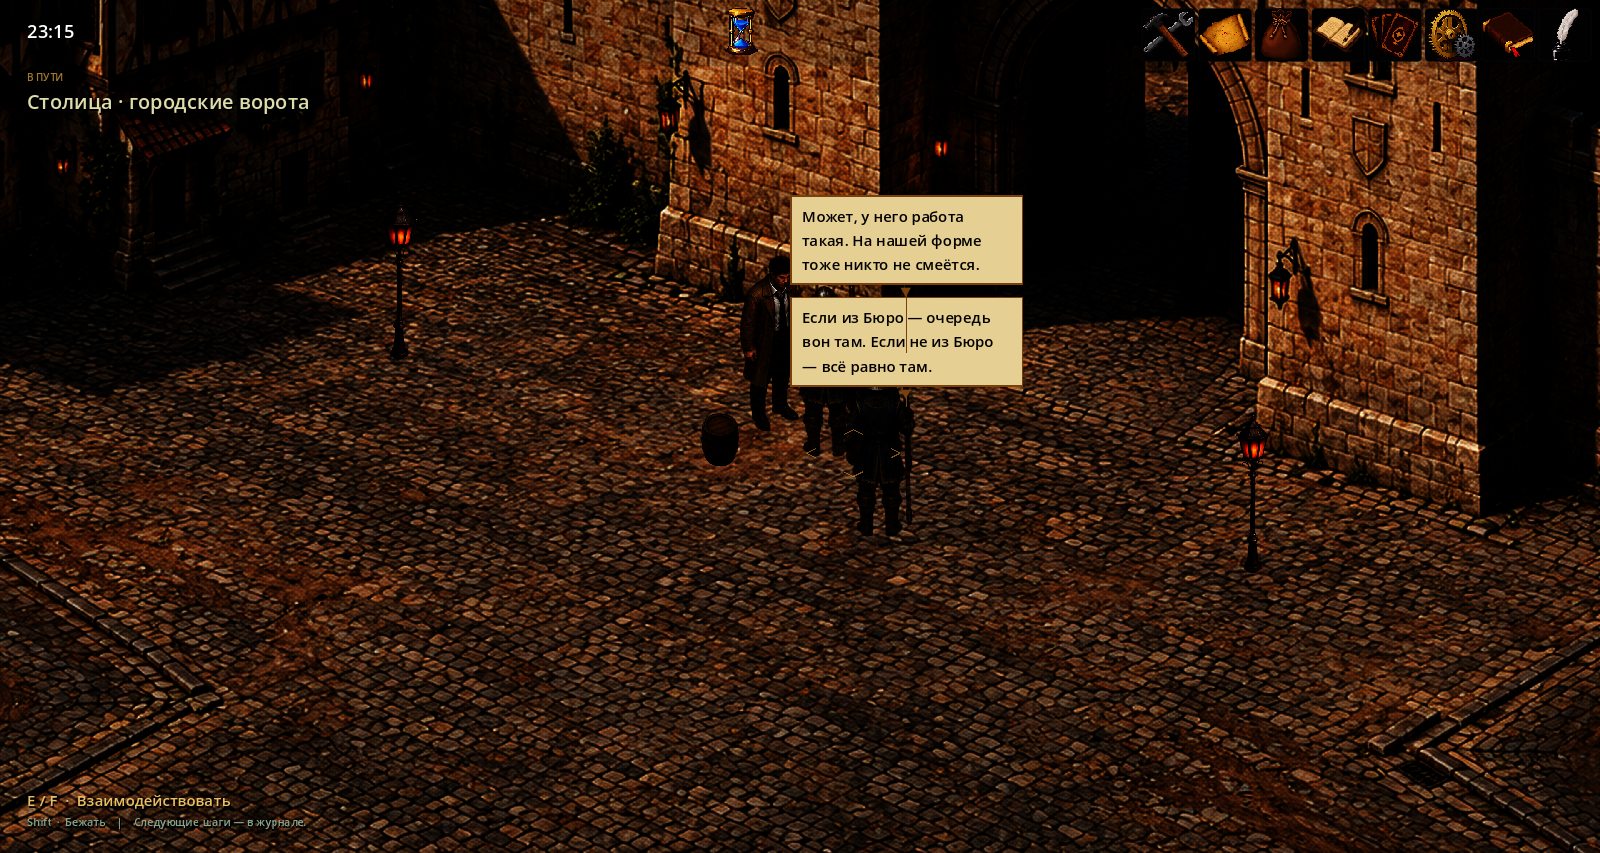 23:15
В ПУТИ
Столица · городские ворота
Может, у него работа
такая. На нашей форме
тоже никто не смеётся.
Если из Бюро — очередь
вон там. Если не из Бюро
— всё равно там.
E / F · Взаимодействовать
Shift · Бежать | Следующие шаги — в журнале.